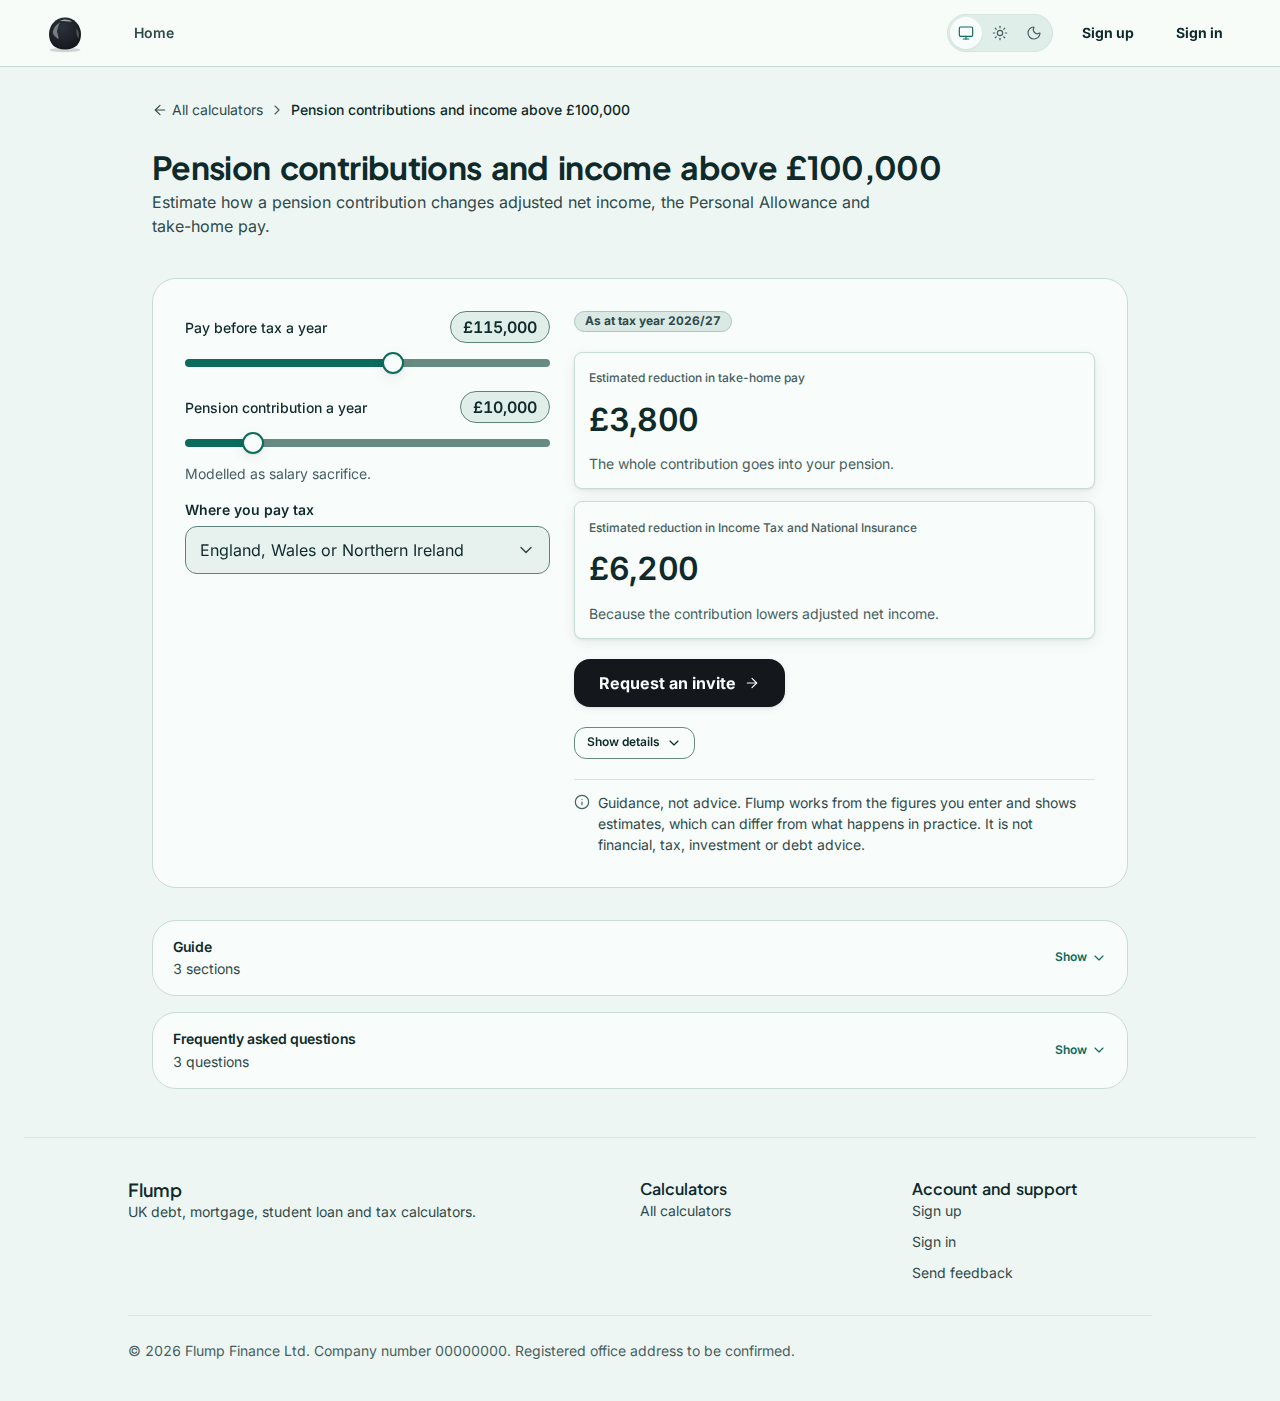 Home
Sign up
Sign in
All calculators
Pension contributions and income above £100,000
Pension contributions and income above £100,000
Estimate how a pension contribution changes adjusted net income, the Personal Allowance and
take-home pay.
Pay before tax a year
£115,000
Pension contribution a year
£10,000
Modelled as salary sacrifice.
Where you pay tax
England, Wales or Northern Ireland
As at tax year 2026/27
Estimated reduction in take-home pay
£3,800
The whole contribution goes into your pension.
Estimated reduction in Income Tax and National Insurance
£6,200
Because the contribution lowers adjusted net income.
Request an invite
Show details
Guidance, not advice. Flump works from the figures you enter and shows
estimates, which can differ from what happens in practice. It is not
financial, tax, investment or debt advice.
Guide
3 sections
Show
Frequently asked questions
3 questions
Show
Flump
UK debt, mortgage, student loan and tax calculators.
Calculators
All calculators
Account and support
Sign up
Sign in
Send feedback
© 2026 Flump Finance Ltd. Company number 00000000. Registered office address to be confirmed.